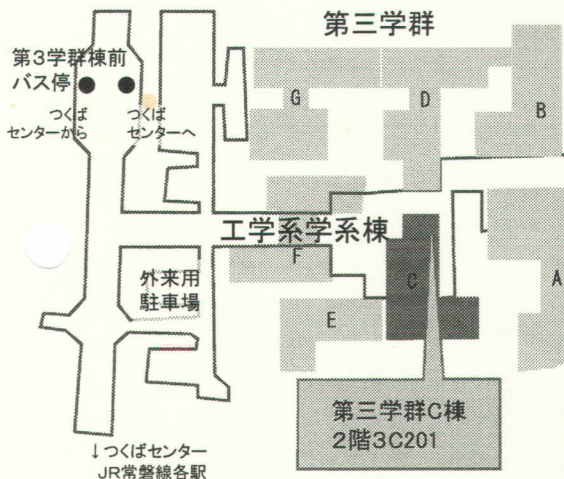 第三学群
第3学群棟前
バス停
つくば
センターから
つくば
センターへ
G
D
B
工学系学系棟
F
C
A
外来用
駐車場
E
第三学群C棟
2階3C201
↓つくばセンター
JR常磐線各駅